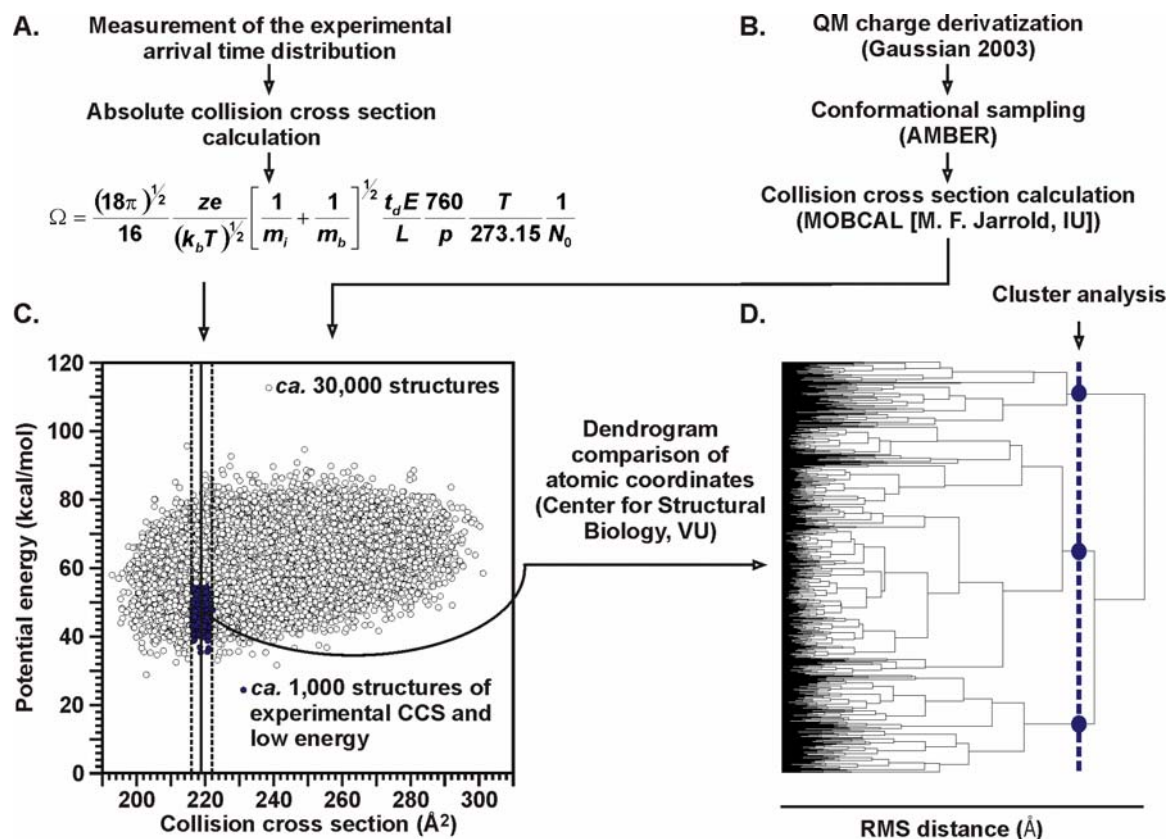 A.
Measurement of the experimental
arrival time distribution
Absolute collision cross section
calculation
Ω = (18π)^1/2 / 16 ze / (k_bT)^1/2 [1/m_i + 1/m_b]^1/2 t_dE/L 760/p T/273.15 1/N_0
B.
QM charge derivatization
(Gaussian 2003)
Conformational sampling
(AMBER)
Collision cross section calculation
(MOBCAL [M. F. Jarrold, IU])
C.
Potential energy (kcal/mol)
120
100
80
60
40
20
0
ca. 30,000 structures
ca. 1,000 structures of
experimental CCS and
low energy
200 220 240 260 280 300
Collision cross section (Å²)
Dendrogram
comparison of
atomic coordinates
(Center for Structural
Biology, VU)
D.
Cluster analysis
RMS distance (Å)